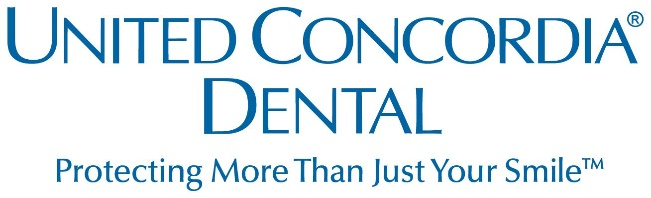 UNITED CONCORDIA®
DENTAL
Protecting More Than Just Your Smile™